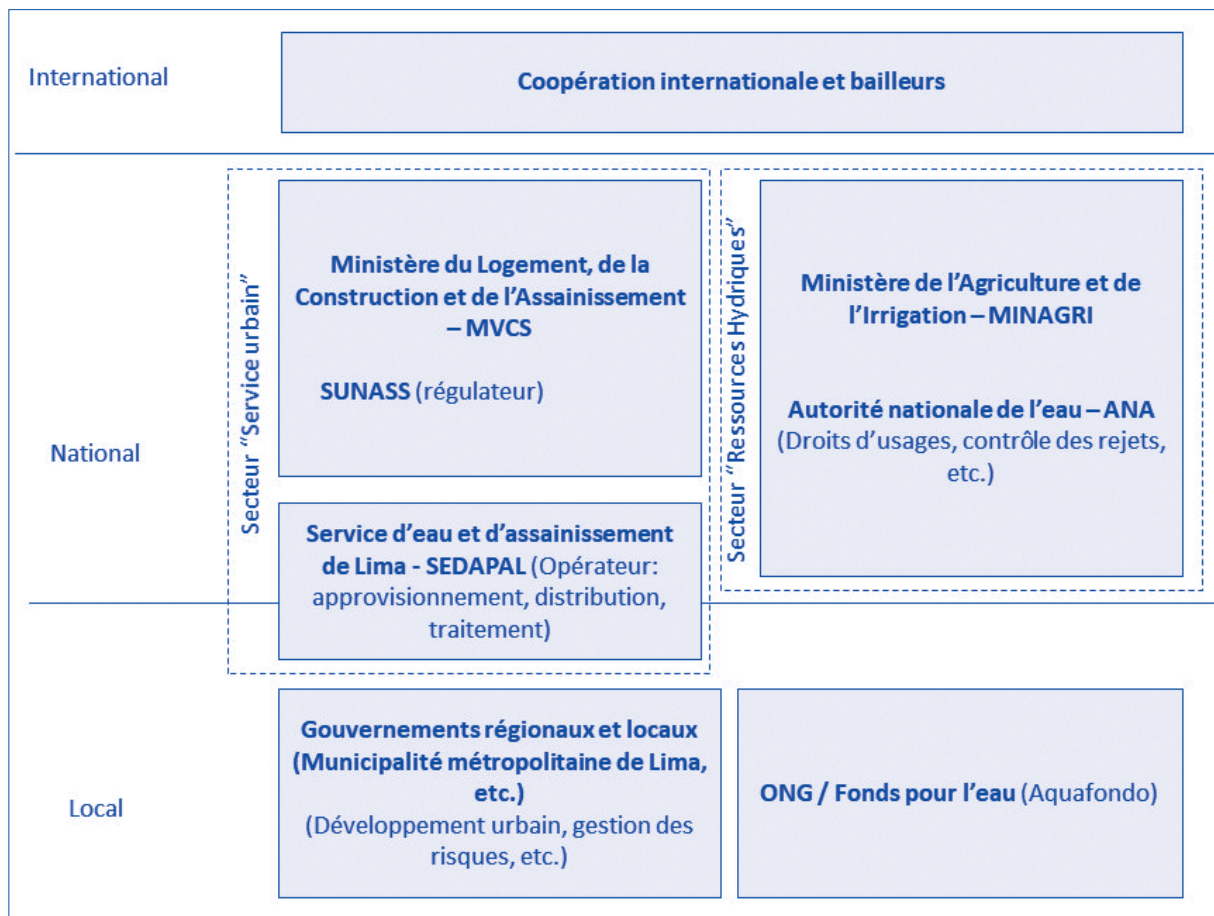 International
Coopération internationale et bailleurs
National
Secteur “Service urbain”
Ministère du Logement, de la
Construction et de l’Assainissement
– MVCS
SUNASS (régulateur)
Service d’eau et d’assainissement
de Lima - SEDAPAL (Opérateur:
approvisionnement, distribution,
traitement)
Secteur “Ressources Hydriques”
Ministère de l’Agriculture et de
l’Irrigation – MINAGRI
Autorité nationale de l’eau – ANA
(Droits d’usages, contrôle des rejets,
etc.)
Local
Gouvernements régionaux et locaux
(Municipalité métropolitaine de Lima,
etc.)
(Développement urbain, gestion des
risques, etc.)
ONG / Fonds pour l’eau (Aquafondo)